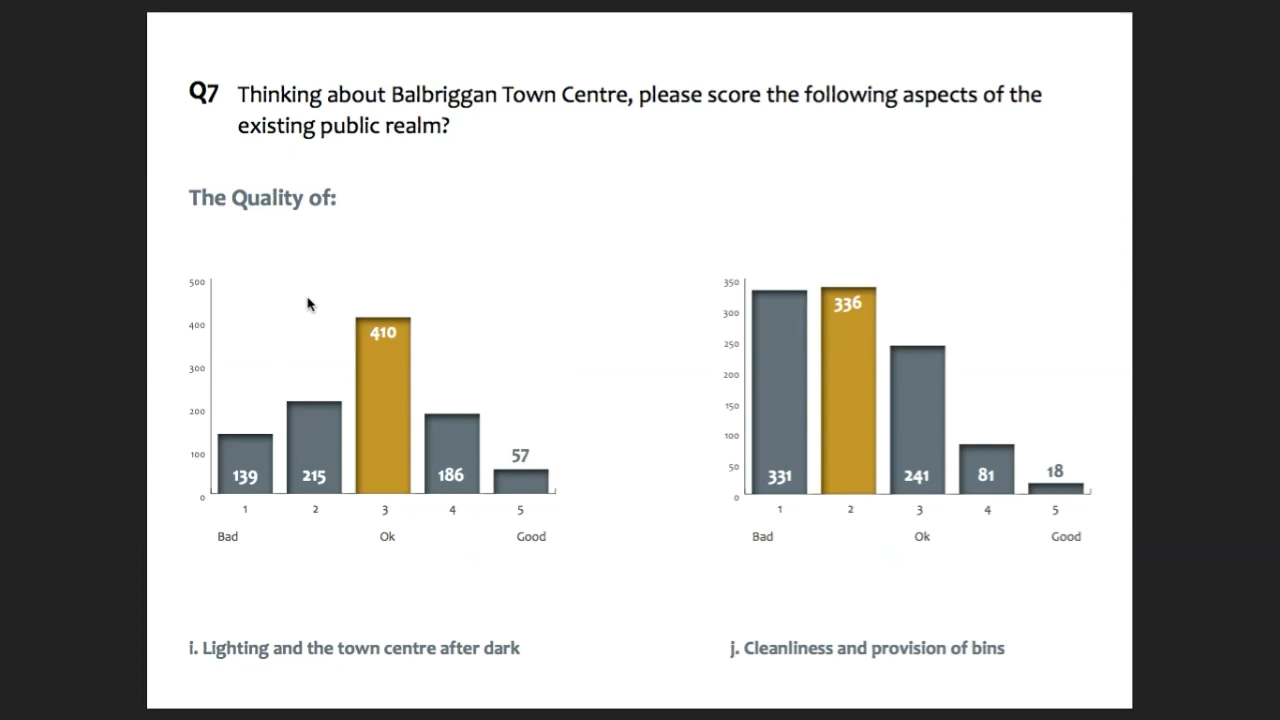 Q7 Thinking about Balbriggan Town Centre, please score the following aspects of the
existing public realm?
The Quality of:
500
400
300
200
100
0
139
215
410
186
57
1 2 3 4 5
Bad Ok Good
i. Lighting and the town centre after dark
350
300
250
200
150
100
50
0
331
336
241
81
18
1 2 3 4 5
Bad Ok Good
j. Cleanliness and provision of bins